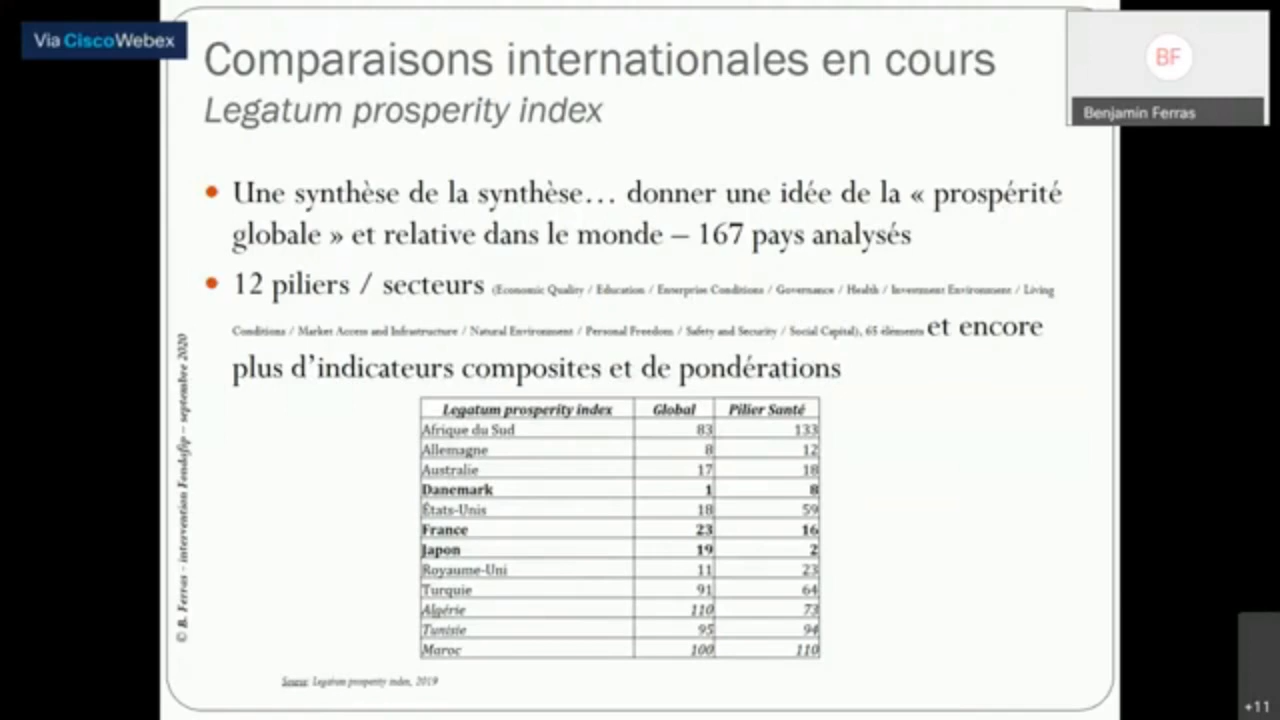 Via CiscoWebex
Comparaisons internationales en cours
Legatum prosperity index
BF
Benjamin Ferras
• Une synthèse de la synthèse… donner une idée de la « prospérité
globale » et relative dans le monde – 167 pays analysés
• 12 piliers / secteurs (Economic Quality / Education / Enterprise Conditions / Governance / Health / Investment Environment / Living
Conditions / Market Access and Infrastructure / Natural Environment / Personal Freedom / Safety and Security / Social Capital), 65 éléments et encore
plus d’indicateurs composites et de pondérations
Legatum prosperity index Global Pilier Santé
Afrique du Sud 83 133
Allemagne 8 12
Australie 17 18
Danemark 1 8
États-Unis 18 59
France 23 16
Japon 19 2
Royaume-Uni 11 23
Turquie 91 64
Algérie 110 73
Tunisie 95 94
Maroc 100 110
Source: Legatum prosperity index, 2019
© B. Ferras - intervention Fondafip – septembre 2020
+11